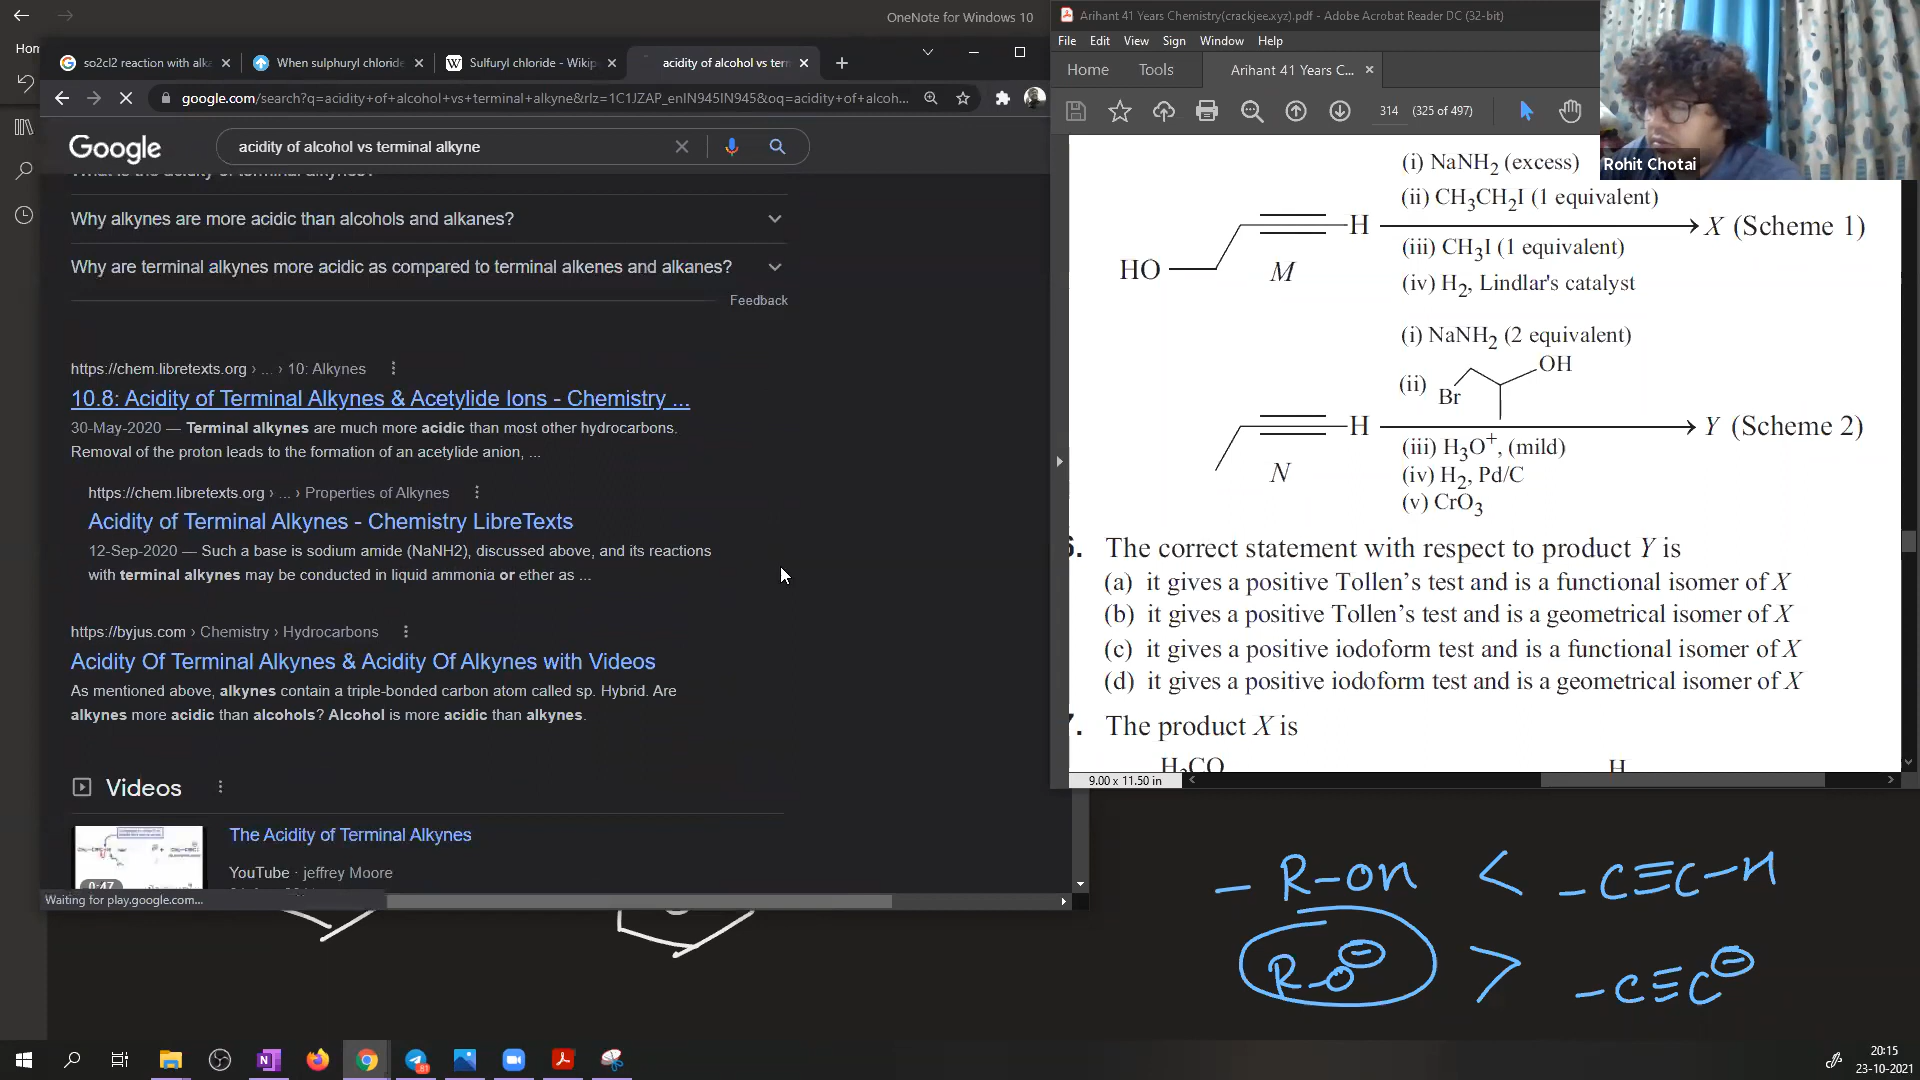 OneNote for Windows 10
Hon
so2cl2 reaction with alka
When sulphuryl chloride
Sulfuryl chloride - Wikip
acidity of alcohol vs tern
google.com/search?q=acidity+of+alcohol+vs+terminal+alkyne&rlz=1C1JZAP_enIN945IN945&oq=acidity+of+alcoh...
Google
acidity of alcohol vs terminal alkyne
What is the acidity of terminal alkynes?
Why alkynes are more acidic than alcohols and alkanes?
Why are terminal alkynes more acidic as compared to terminal alkenes and alkanes?
Feedback
https://chem.libretexts.org › ... › 10: Alkynes
10.8: Acidity of Terminal Alkynes & Acetylide Ions - Chemistry ...
30-May-2020 — Terminal alkynes are much more acidic than most other hydrocarbons.
Removal of the proton leads to the formation of an acetylide anion, ...
https://chem.libretexts.org › ... › Properties of Alkynes
Acidity of Terminal Alkynes - Chemistry LibreTexts
12-Sep-2020 — Such a base is sodium amide (NaNH2), discussed above, and its reactions
with terminal alkynes may be conducted in liquid ammonia or ether as ...
https://byjus.com › Chemistry › Hydrocarbons
Acidity Of Terminal Alkynes & Acidity Of Alkynes with Videos
As mentioned above, alkynes contain a triple-bonded carbon atom called sp. Hybrid. Are
alkynes more acidic than alcohols? Alcohol is more acidic than alkynes.
Videos
The Acidity of Terminal Alkynes
YouTube · jeffrey Moore
0:47
Waiting for play.google.com...
Arihant 41 Years Chemistry(crackjee.xyz).pdf - Adobe Acrobat Reader DC (32-bit)
File Edit View Sign Window Help
Home Tools Arihant 41 Years C...
314 (325 of 497)
Rohit Chotai
(i) NaNH₂ (excess)
(ii) CH₃CH₂I (1 equivalent)
HO H X (Scheme 1)
(iii) CH₃I (1 equivalent)
M
(iv) H₂, Lindlar's catalyst
(i) NaNH₂ (2 equivalent)
(ii) Br OH
H Y (Scheme 2)
(iii) H₃O⁺, (mild)
N
(iv) H₂, Pd/C
(v) CrO₃
6. The correct statement with respect to product Y is
(a) it gives a positive Tollen's test and is a functional isomer of X
(b) it gives a positive Tollen's test and is a geometrical isomer of X
(c) it gives a positive iodoform test and is a functional isomer of X
(d) it gives a positive iodoform test and is a geometrical isomer of X
7. The product X is
H₃CO H
9.00 x 11.50 in
– R–OH < –C≡C–H
R–O⊖ > –C≡C⊖
81
20:15
23-10-2021